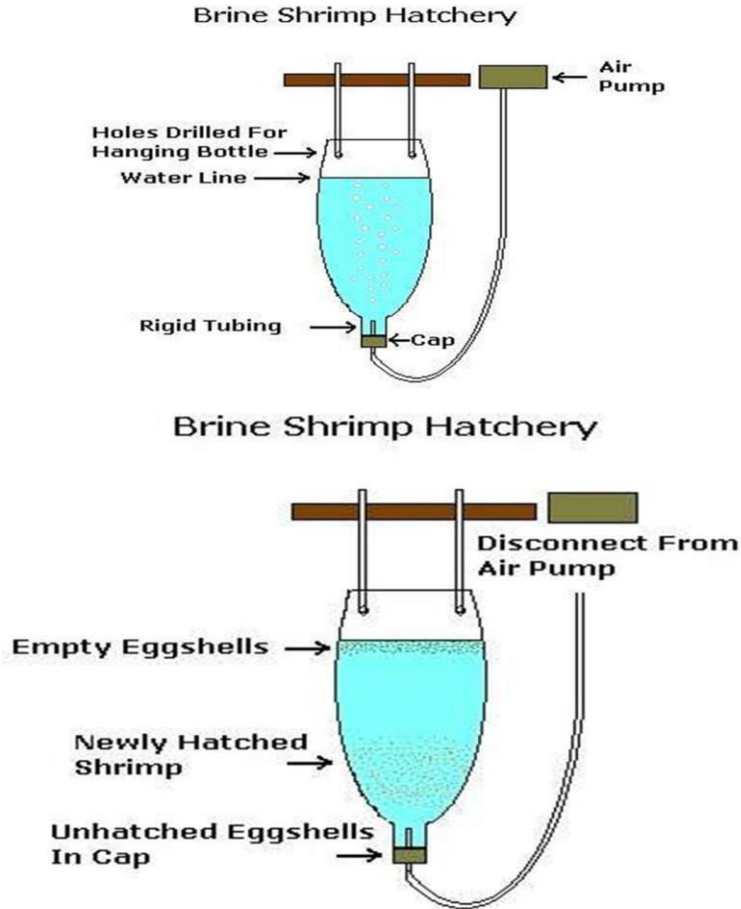 Brine Shrimp Hatchery
Air
Pump
Holes Drilled For
Hanging Bottle
Water Line
Rigid Tubing
Cap
Brine Shrimp Hatchery
Disconnect From
Air Pump
Empty Eggshells
Newly Hatched
Shrimp
Unhatched Eggshells
In Cap